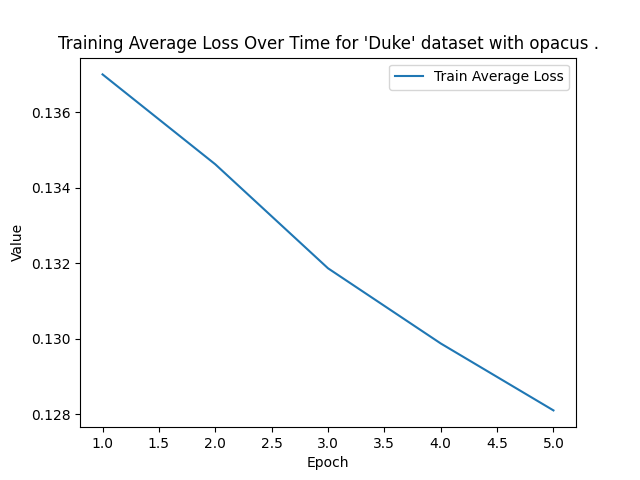 Training Average Loss Over Time for 'Duke' dataset with opacus .
Train Average Loss
0.136
0.134
0.132
0.130
0.128
Value
1.0 1.5 2.0 2.5 3.0 3.5 4.0 4.5 5.0
Epoch